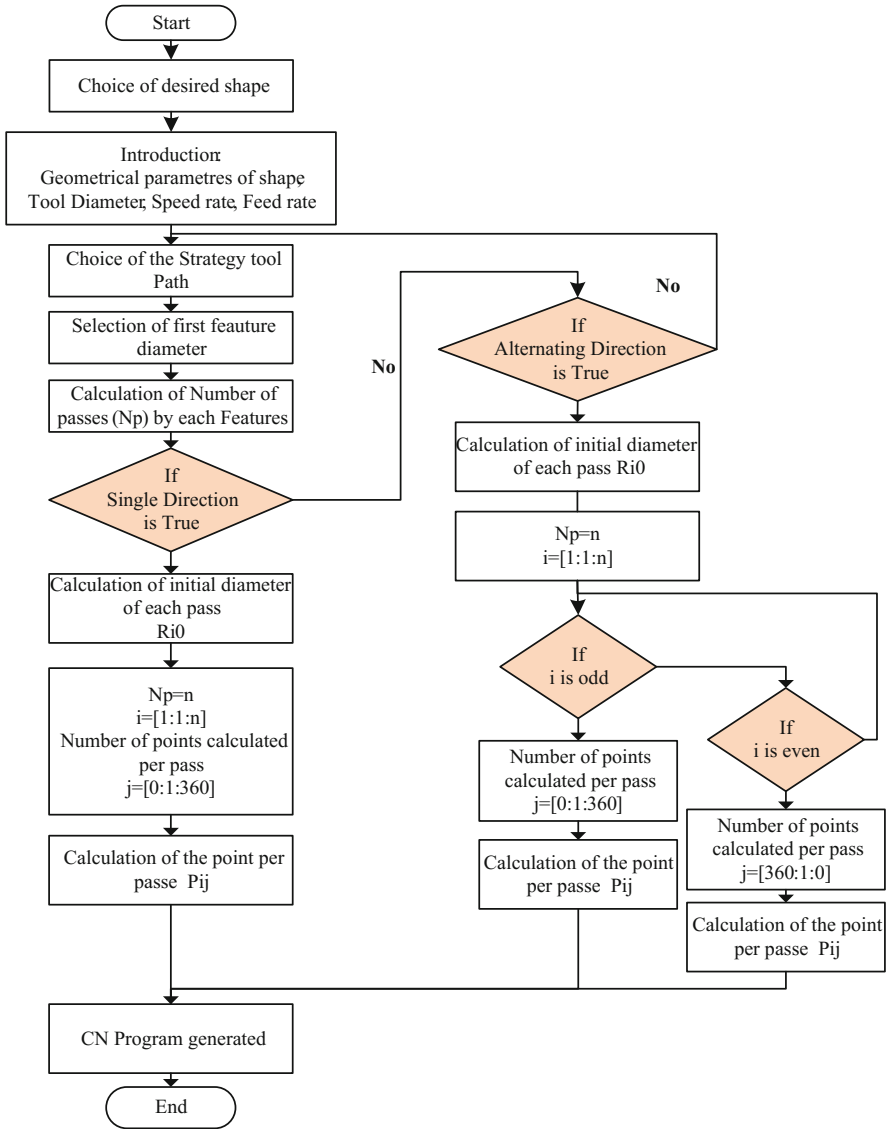 Start
Choice of desired shape
Introduction:
Geometrical parametres of shape,
Tool Diameter, Speed rate, Feed rate
Choice of the Strategy tool
Path
Selection of first feauture
diameter
Calculation of Number of
passes (Np) by each Features
If
Single Direction
is True
No
Calculation of initial diameter
of each pass
Ri0
Np=n
i=[1:1:n]
Number of points calculated
per pass
j=[0:1:360]
Calculation of the point per
passe Pij
No
If
Alternating Direction
is True
Calculation of initial diameter
of each pass Ri0
Np=n
i=[1:1:n]
If
i is odd
Number of points
calculated per pass
j=[0:1:360]
Calculation of the point
per passe Pij
If
i is even
Number of points
calculated per pass
j=[360:1:0]
Calculation of the point
per passe Pij
CN Program generated
End